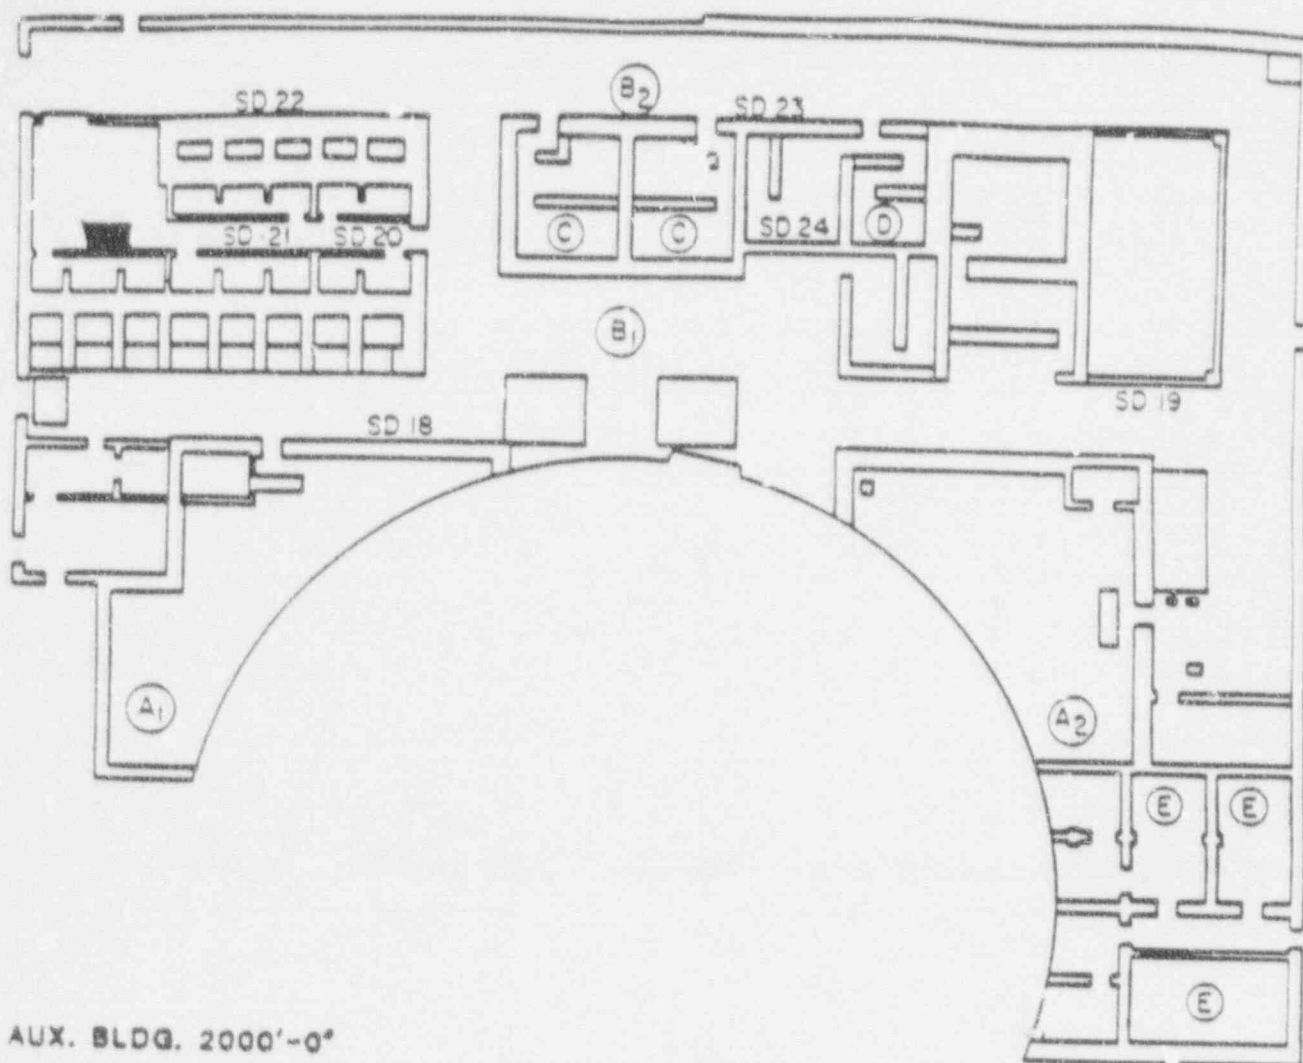 B2
SD 22
SD 23
SD 21
SD 20
C
C
SD 24
D
B1
SD 19
SD 18
A1
A2
E
E
E
AUX. BLDG. 2000'-0"